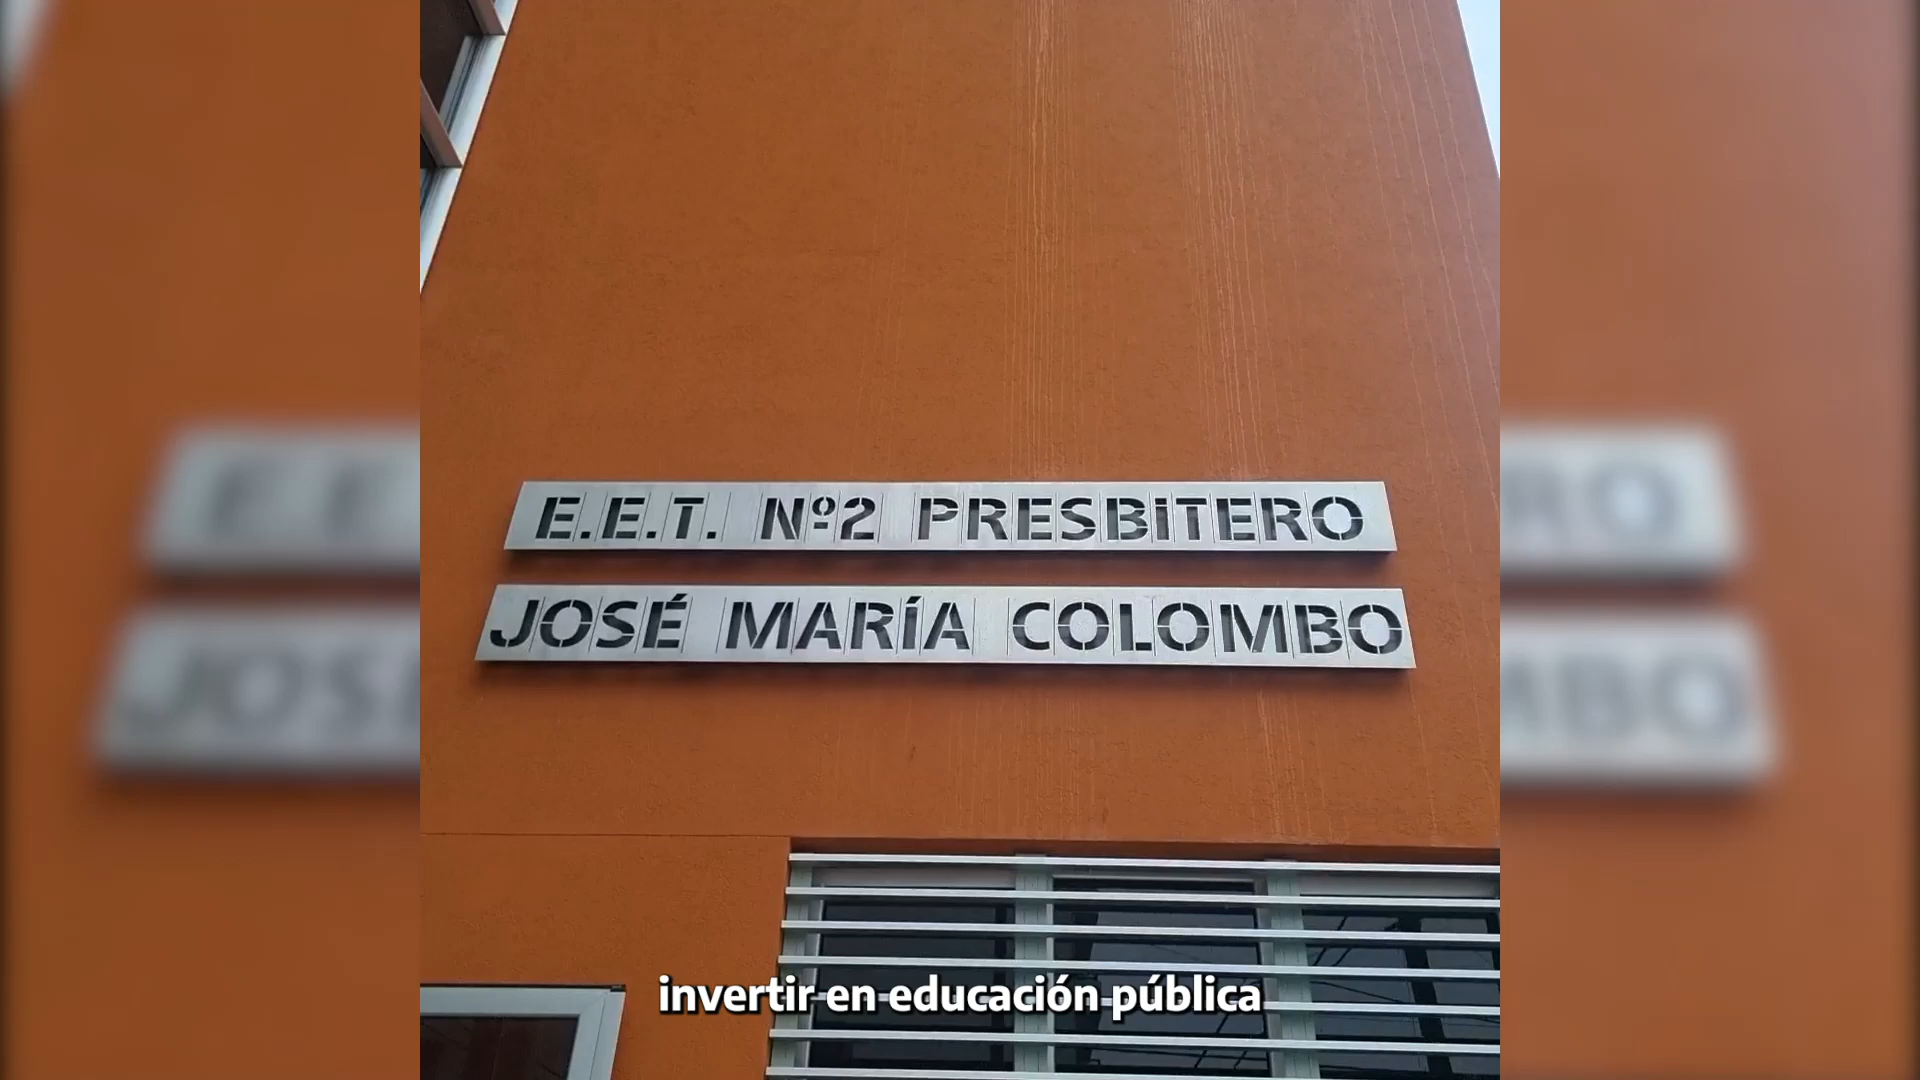 E.E.T. Nº2 PRESBITERO
JOSÉ MARÍA COLOMBO
invertir en educación pública